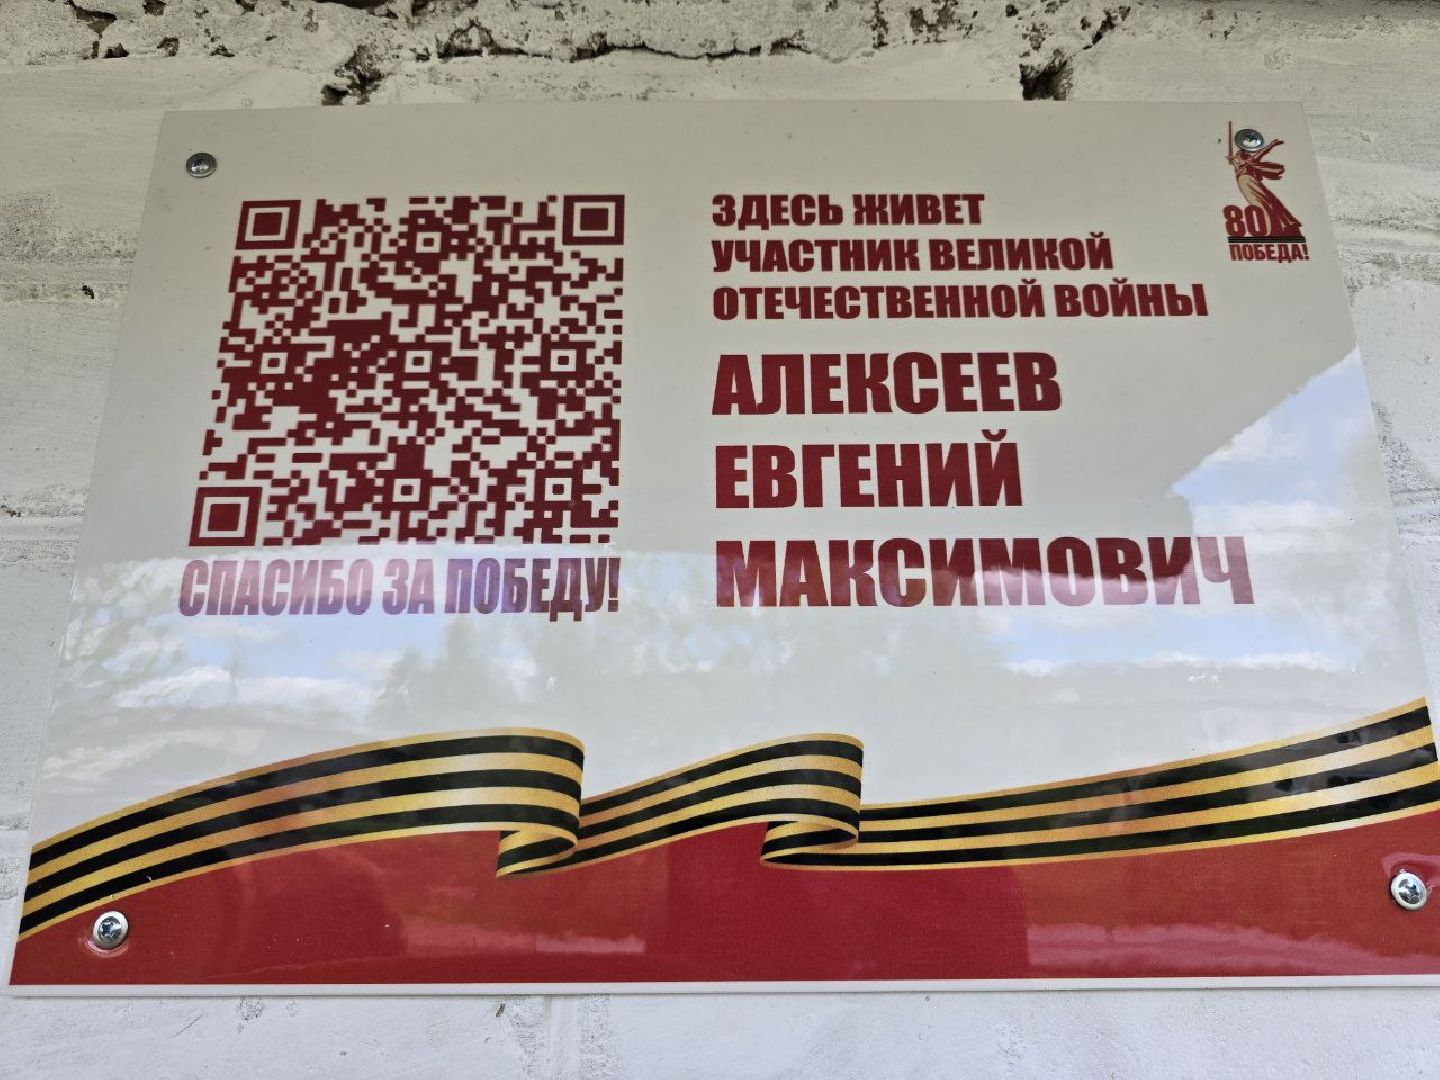 ЗДЕСЬ ЖИВЕТ
УЧАСТНИК ВЕЛИКОЙ
ОТЕЧЕСТВЕННОЙ ВОЙНЫ
АЛЕКСЕЕВ
ЕВГЕНИЙ
МАКСИМОВИЧ
СПАСИБО ЗА ПОБЕДУ!
80
ПОБЕДА!